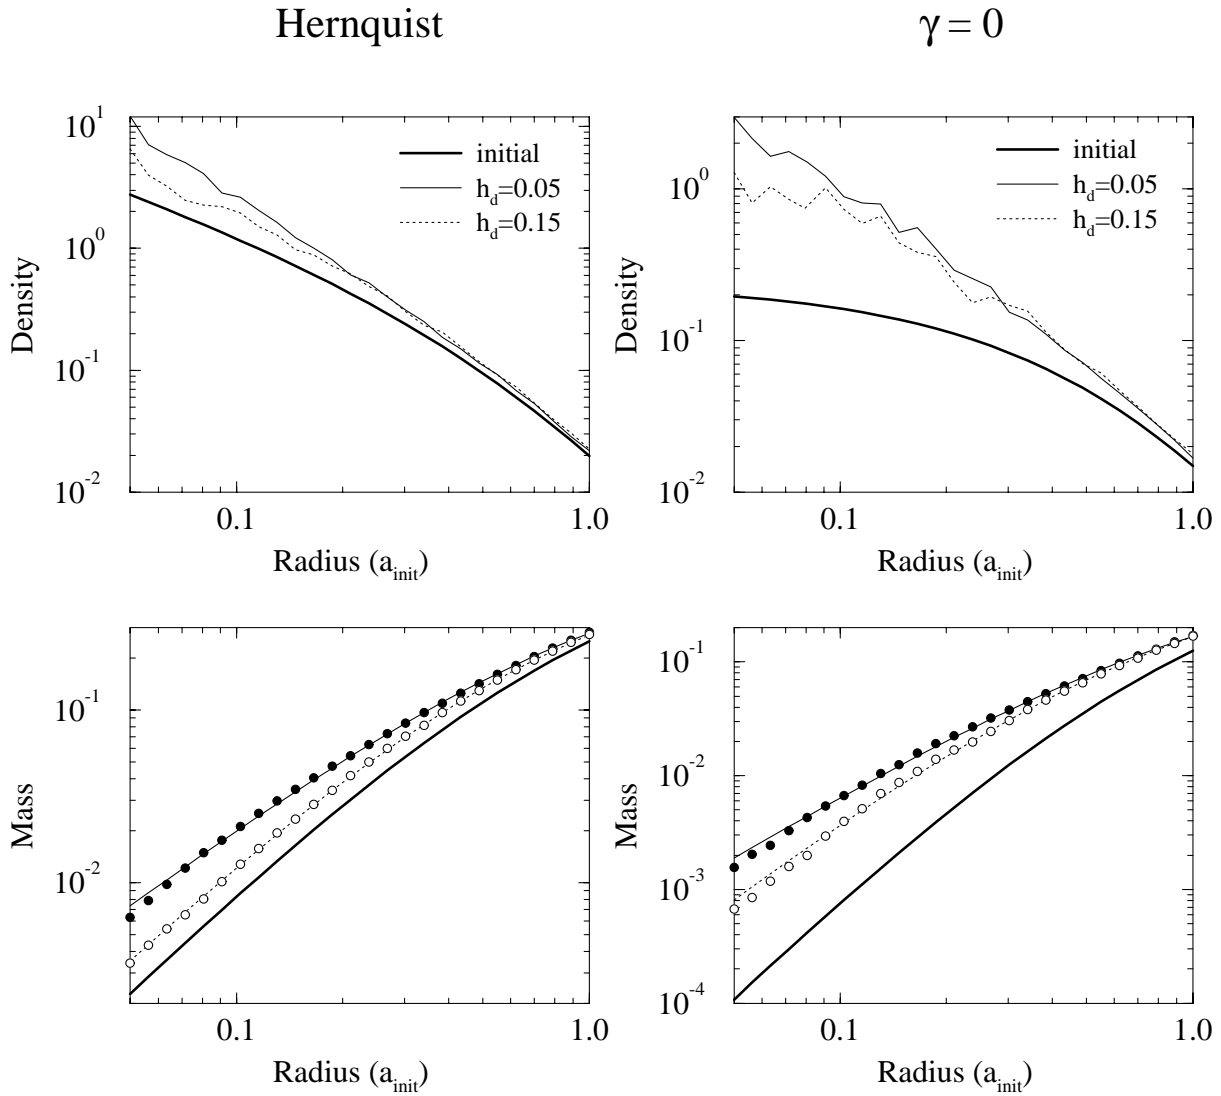 Hernquist
γ = 0
10^1
10^0
10^-1
10^-2
Density
initial
h_d=0.05
h_d=0.15
0.1
1.0
Radius (a_init)
10^0
10^-1
10^-2
Density
initial
h_d=0.05
h_d=0.15
0.1
1.0
Radius (a_init)
10^-1
10^-2
Mass
0.1
1.0
Radius (a_init)
10^-1
10^-2
10^-3
10^-4
Mass
0.1
1.0
Radius (a_init)